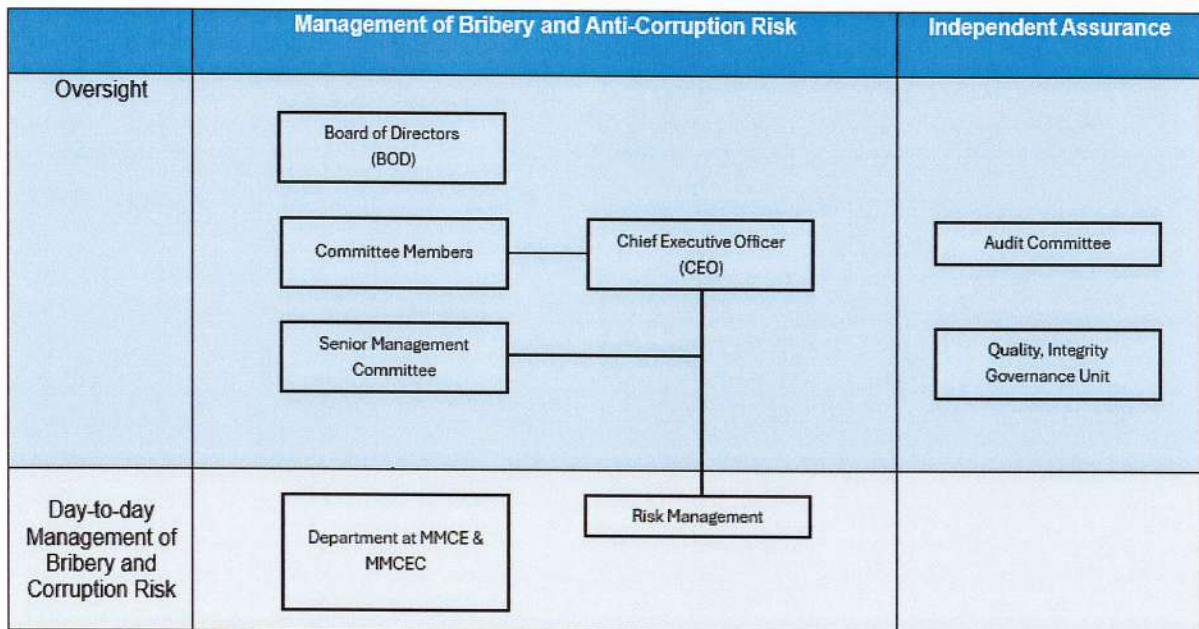 Management of Bribery and Anti-Corruption Risk
Independent Assurance
Oversight
Board of Directors
(BOD)
Committee Members
Chief Executive Officer
(CEO)
Audit Committee
Senior Management
Committee
Quality, Integrity
Governance Unit
Day-to-day
Management of
Bribery and
Corruption Risk
Department at MMCE &
MMCEC
Risk Management